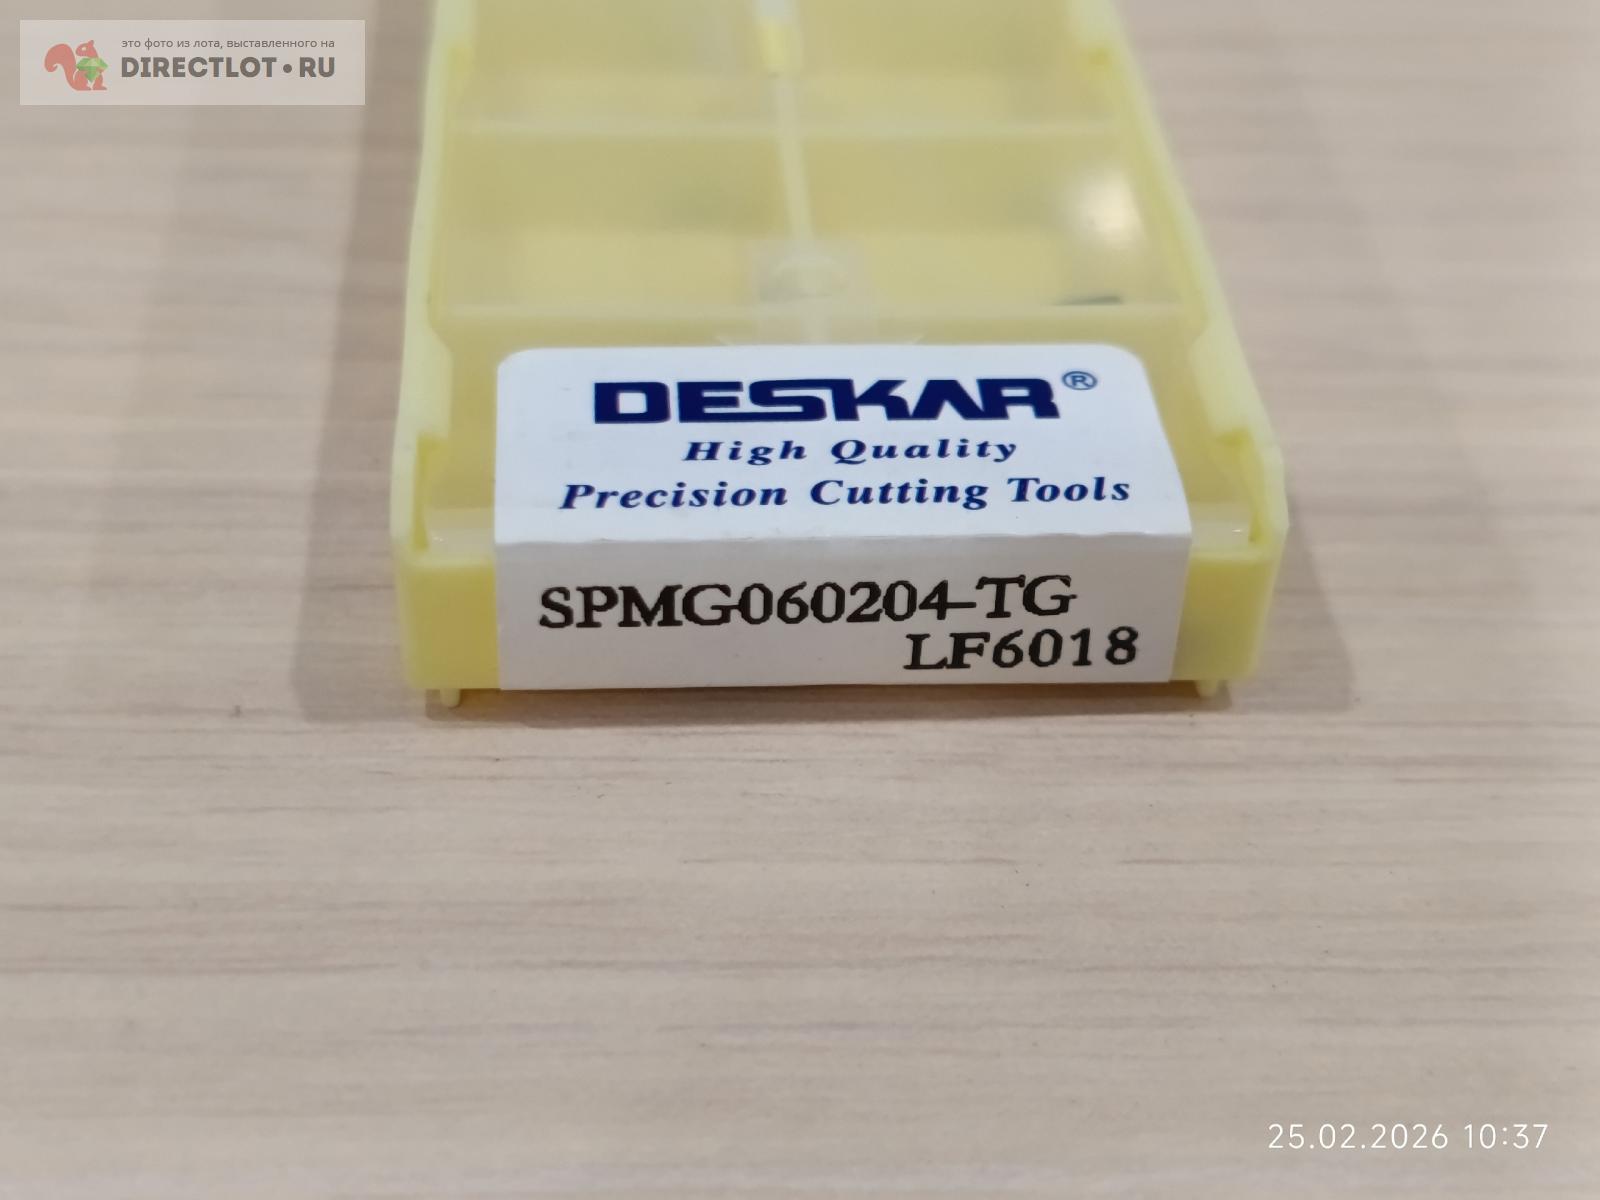 это фото из лота, выставленного на
DIRECTLOT•RU
DESKAR®
High Quality
Precision Cutting Tools
SPMG060204-TG
LF6018
25.02.2026 10:37